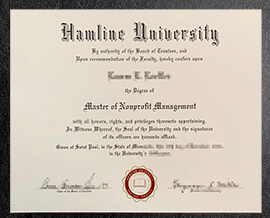 Hamline University
By authority of the Board of Trustees, and
Upon recommendation of the Faculty, hereby confers upon
the Degree of
Master of Nonprofit Management
with all honors, rights, and privileges thereunto appertaining.
In Witness Whereof, the Seal of the University and the signatures
of its officers are hereunto affixed.
Given at Saint Paul, in the State of
in the University's